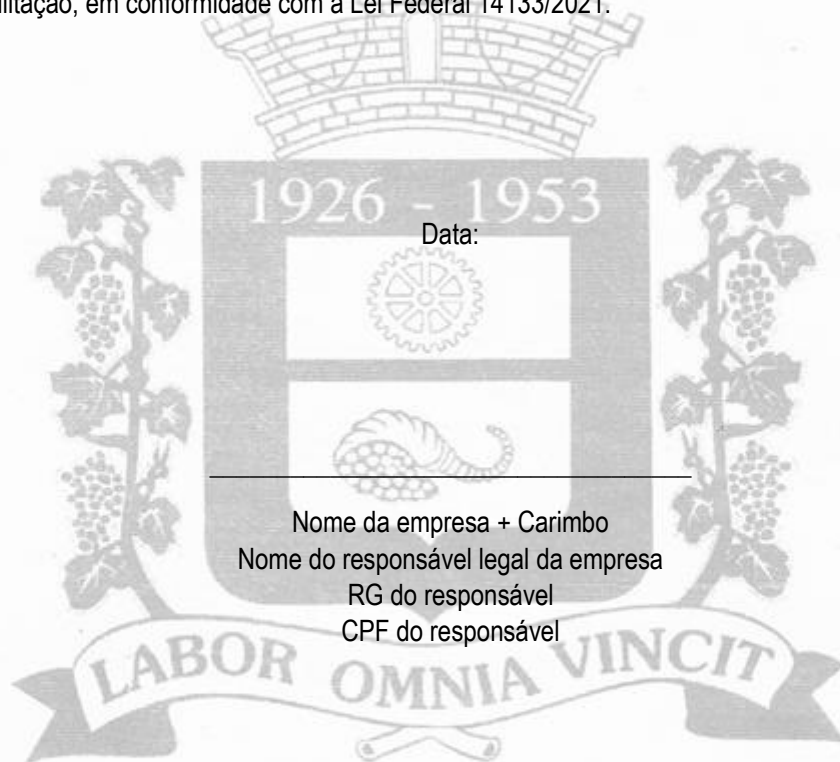 em conformidade com a Lei Federal 14133/2021.
1926 - 1953
Data:
Nome da empresa + Carimbo
Nome do responsável legal da empresa
RG do responsável
CPF do responsável
LABOR OMNIA VINCIT